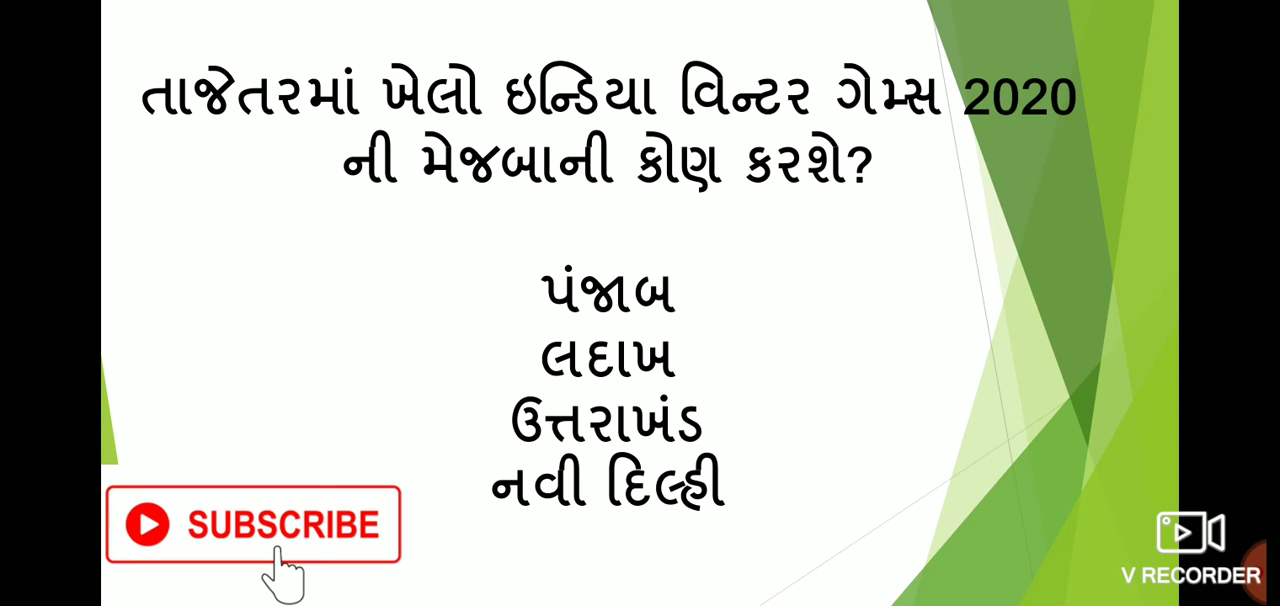 તાજેતરમાં ખેલો ઇન્ડિયા વિન્ટર ગેમ્સ 2020
ની મેજબાની કોણ કરશે?
પંજાબ
લદાખ
ઉત્તરાખંડ
નવી દિલ્હી
SUBSCRIBE
V RECORDER